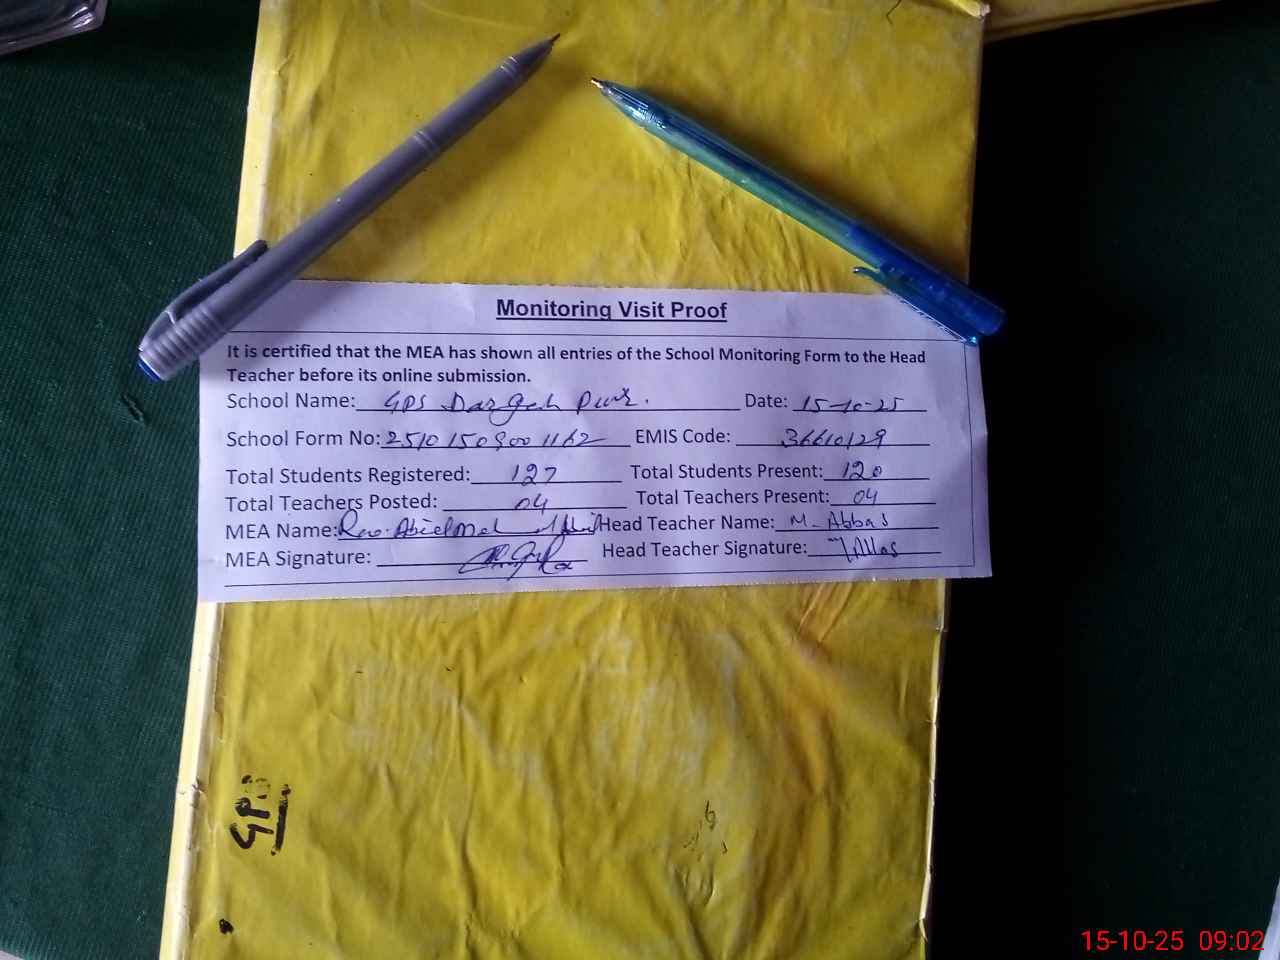 Monitoring Visit Proof
It is certified that the MEA has shown all entries of the School Monitoring Form to the Head
Teacher before its online submission.
School Name: GPS Dargah Pur. Date: 15-10-25
School Form No: 2510150900 1162 EMIS Code: 36610129
Total Students Registered: 127 Total Students Present: 120
Total Teachers Posted: 04 Total Teachers Present: 04
MEA Name: Rao. Head Teacher Name: M. Abbas
MEA Signature: Head Teacher Signature:
GPS
15-10-25 09:02